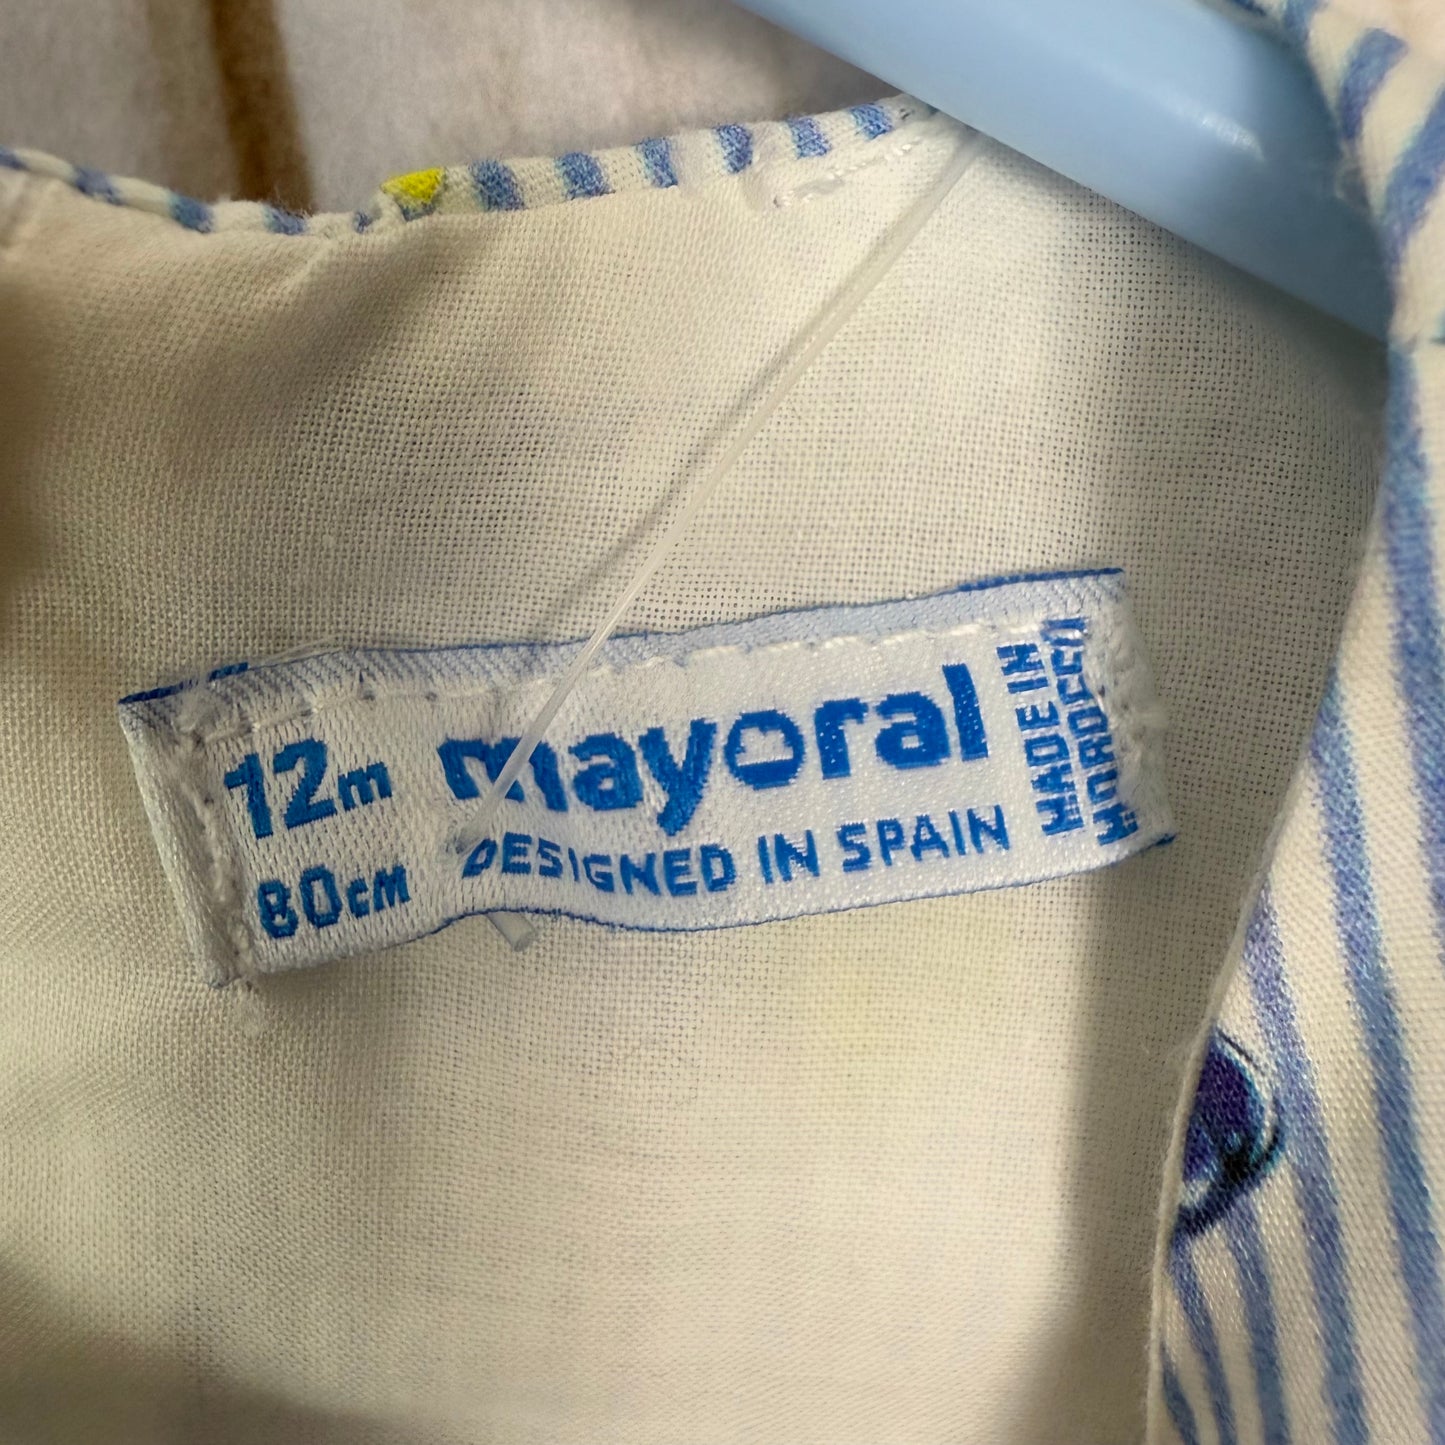 12m
80cm
mayoral
DESIGNED IN SPAIN
MADE IN
MOROCCO